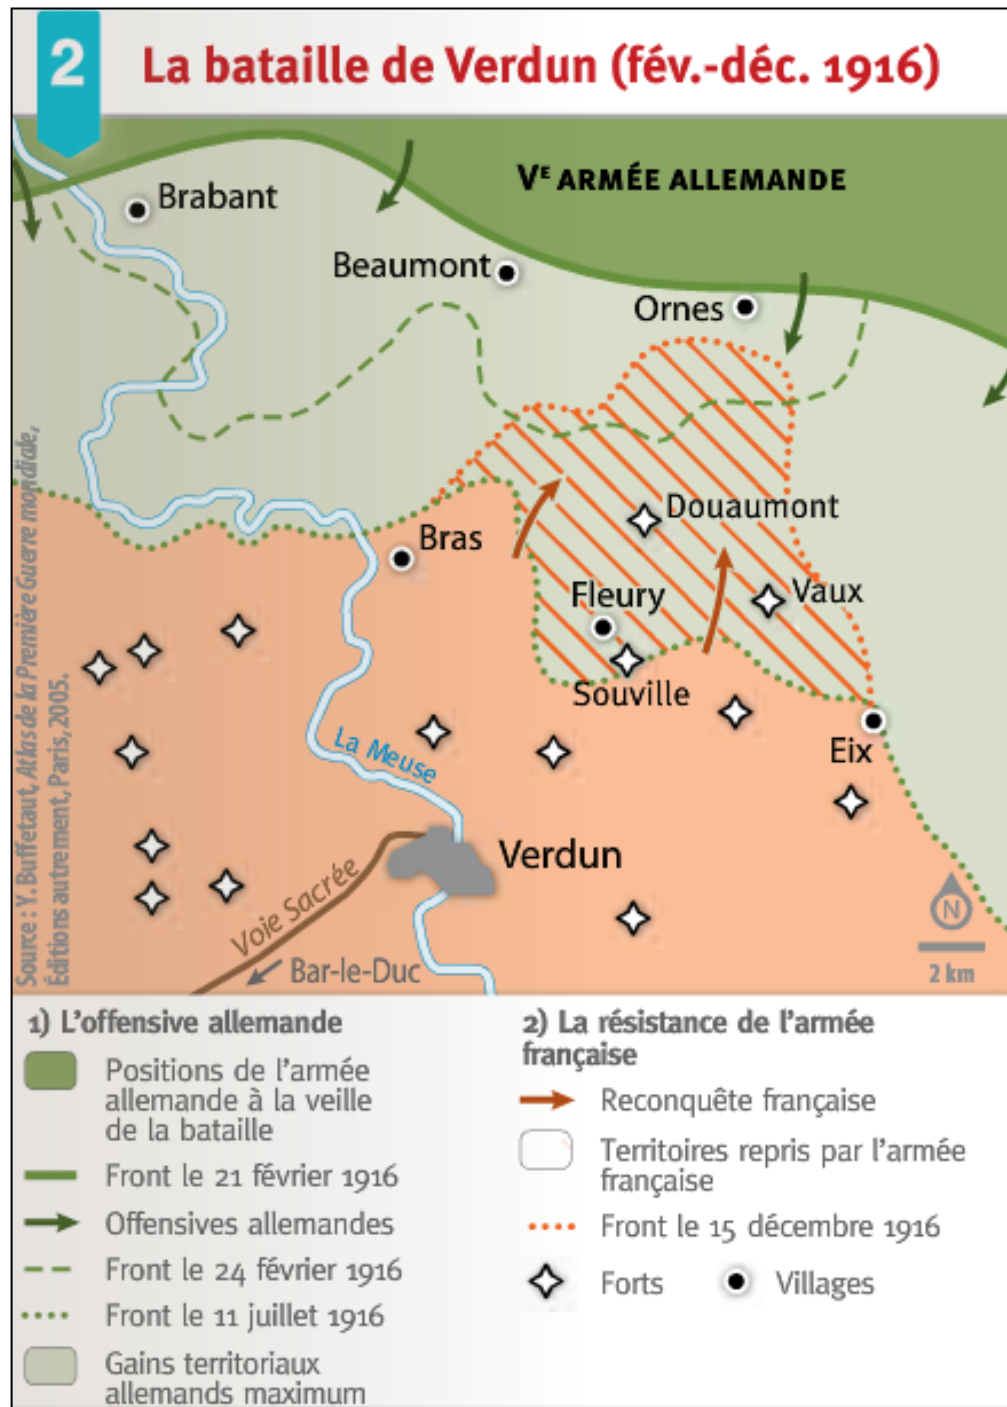 2
La bataille de Verdun (fév.-déc. 1916)
Vᴱ ARMÉE ALLEMANDE
Brabant
Beaumont
Ornes
Douaumont
Bras
Vaux
Fleury
Souville
Eix
La Meuse
Verdun
Voie Sacrée
Bar-le-Duc
N
2 km
Source : Y. Buffetaut, Atlas de la Première Guerre mondiale,
Éditions autrement, Paris, 2005.
1) L'offensive allemande
Positions de l'armée
allemande à la veille
de la bataille
Front le 21 février 1916
Offensives allemandes
Front le 24 février 1916
Front le 11 juillet 1916
Gains territoriaux
allemands maximum
2) La résistance de l'armée
française
Reconquête française
Territoires repris par l'armée
française
Front le 15 décembre 1916
Forts
Villages